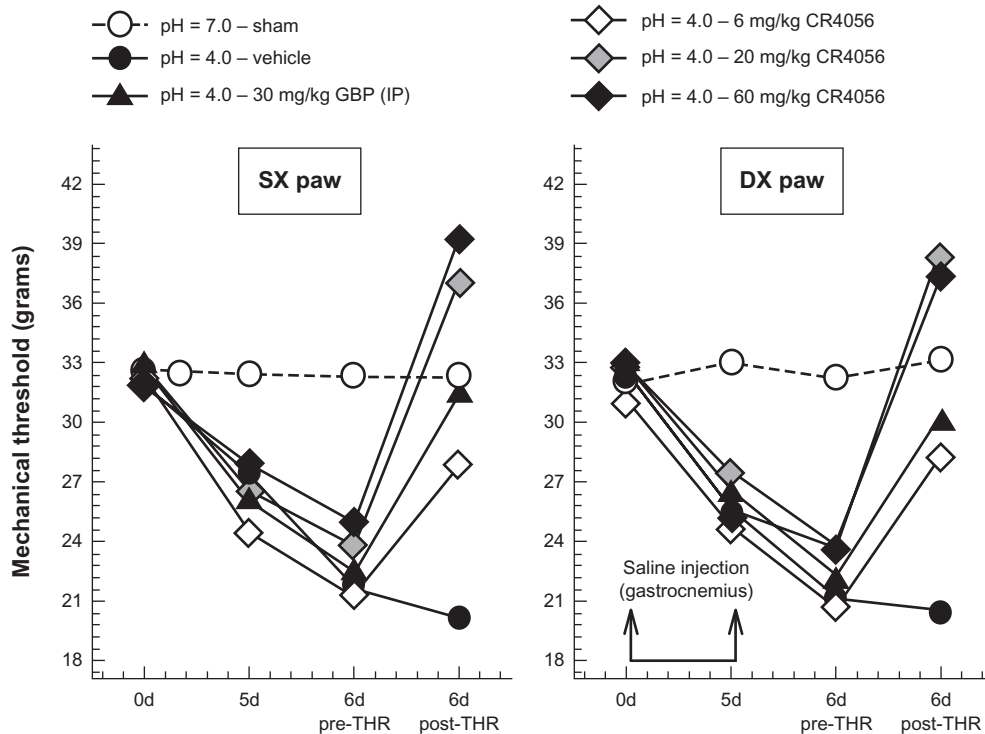 pH = 7.0 – sham
pH = 4.0 – vehicle
pH = 4.0 – 30 mg/kg GBP (IP)
pH = 4.0 – 6 mg/kg CR4056
pH = 4.0 – 20 mg/kg CR4056
pH = 4.0 – 60 mg/kg CR4056
Mechanical threshold (grams)
SX paw
42
39
36
33
30
27
24
21
18
0d
5d
6d
pre-THR
6d
post-THR
DX paw
42
39
36
33
30
27
24
21
18
Saline injection
(gastrocnemius)
0d
5d
6d
pre-THR
6d
post-THR